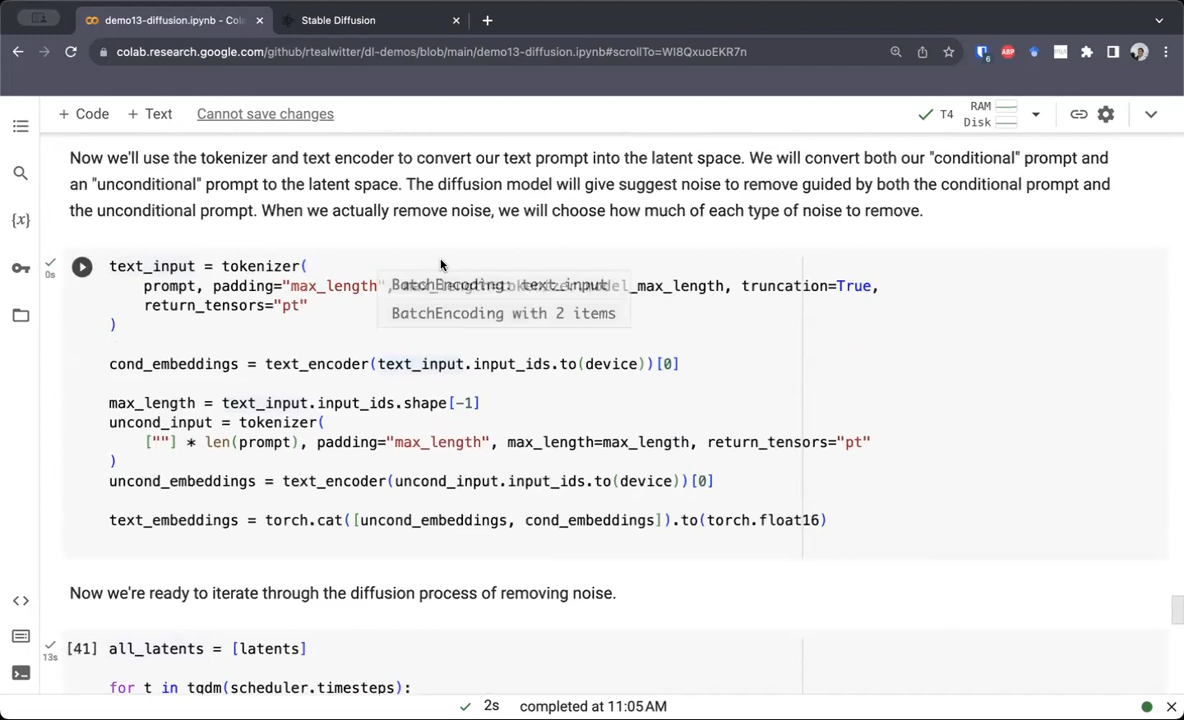 demo13-diffusion.ipynb - Cola
Stable Diffusion
colab.research.google.com/github/rtealwitter/dl-demos/blob/main/demo13-diffusion.ipynb#scrollTo=WI8QxuoEKR7n
+ Code + Text Cannot save changes
T4 RAM
Disk
Now we'll use the tokenizer and text encoder to convert our text prompt into the latent space. We will convert both our "conditional" prompt and
an "unconditional" prompt to the latent space. The diffusion model will give suggest noise to remove guided by both the conditional prompt and
the unconditional prompt. When we actually remove noise, we will choose how much of each type of noise to remove.
0s
text_input = tokenizer(
prompt, padding="max_length", max_length=tokenizer.model_max_length, truncation=True,
BatchEncoding: text_input
return_tensors="pt"
BatchEncoding with 2 items
)
cond_embeddings = text_encoder(text_input.input_ids.to(device))[0]
max_length = text_input.input_ids.shape[-1]
uncond_input = tokenizer(
[""] * len(prompt), padding="max_length", max_length=max_length, return_tensors="pt"
)
uncond_embeddings = text_encoder(uncond_input.input_ids.to(device))[0]
text_embeddings = torch.cat([uncond_embeddings, cond_embeddings]).to(torch.float16)
Now we're ready to iterate through the diffusion process of removing noise.
13s
[41] all_latents = [latents]
for t in tqdm(scheduler.timesteps):
2s completed at 11:05 AM